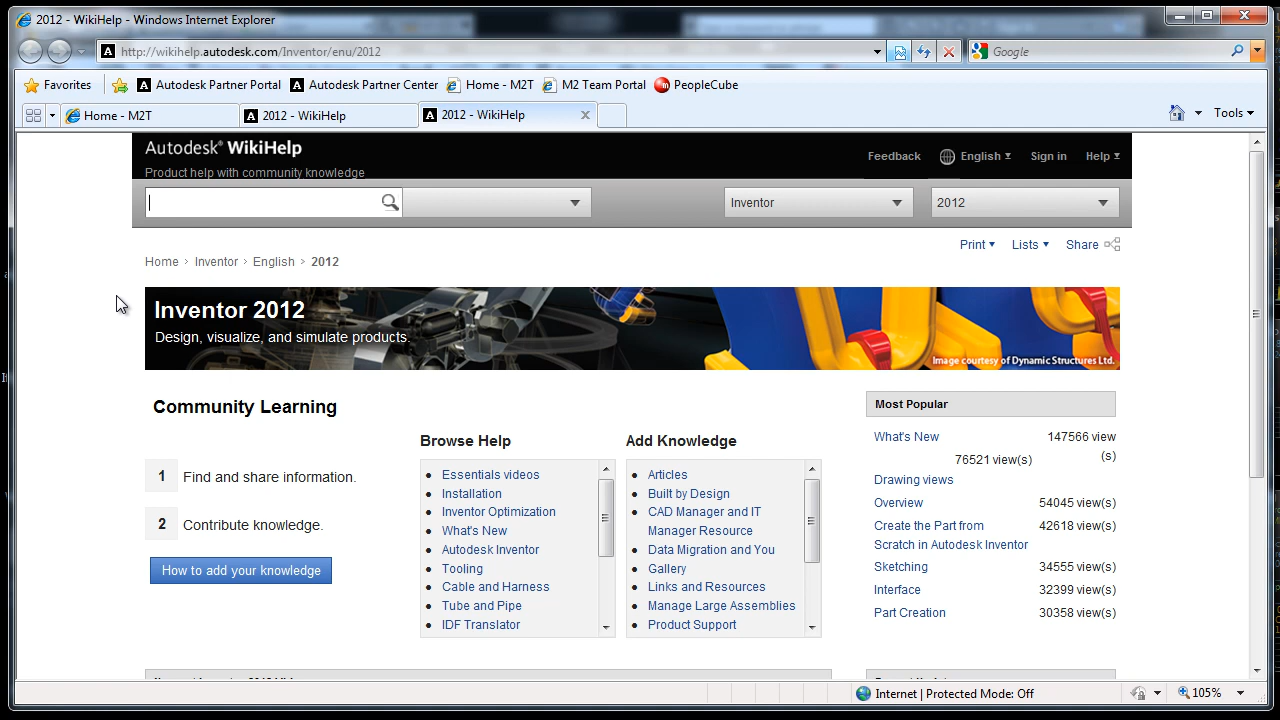 2012 - WikiHelp - Windows Internet Explorer
http://wikihelp.autodesk.com/Inventor/enu/2012
Google
Favorites
Autodesk Partner Portal
Autodesk Partner Center
Home - M2T
M2 Team Portal
PeopleCube
Home - M2T
2012 - WikiHelp
2012 - WikiHelp
Tools
Autodesk® WikiHelp
Product help with community knowledge
Feedback
English
Sign in
Help
Inventor
2012
Print
Lists
Share
Home › Inventor › English › 2012
Inventor 2012
Design, visualize, and simulate products.
Image courtesy of Dynamic Structures Ltd.
Community Learning
1 Find and share information.
2 Contribute knowledge.
How to add your knowledge
Browse Help
Essentials videos
Installation
Inventor Optimization
What's New
Autodesk Inventor
Tooling
Cable and Harness
Tube and Pipe
IDF Translator
Add Knowledge
Articles
Built by Design
CAD Manager and IT
Manager Resource
Data Migration and You
Gallery
Links and Resources
Manage Large Assemblies
Product Support
Most Popular
What's New 147566 view
(s)
76521 view(s)
Drawing views
Overview 54045 view(s)
Create the Part from 42618 view(s)
Scratch in Autodesk Inventor
Sketching 34555 view(s)
Interface 32399 view(s)
Part Creation 30358 view(s)
Internet | Protected Mode: Off
105%